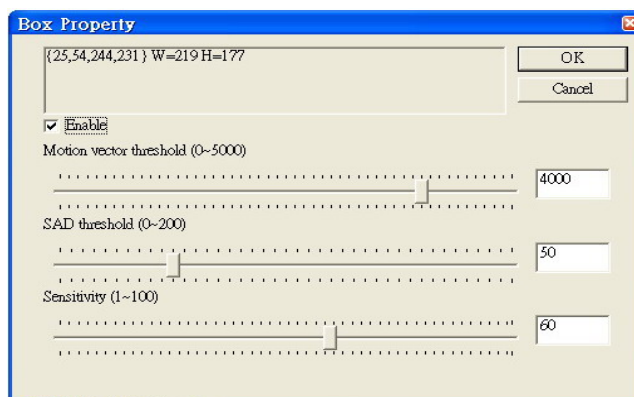 Box Property
{25,54,244,231} W=219 H=177
OK
Cancel
Enable
Motion vector threshold (0~5000)
4000
SAD threshold (0~200)
50
Sensitivity (1~100)
60